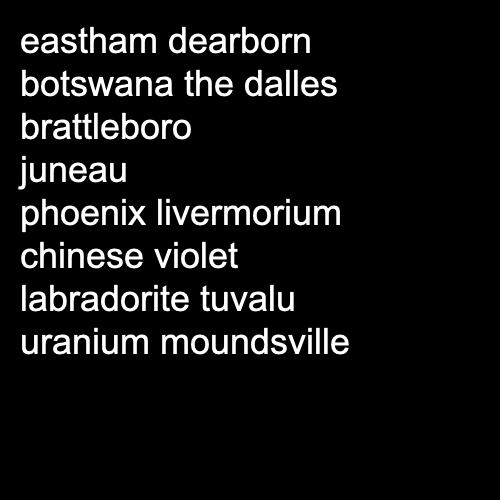 eastham dearborn
botswana the dalles
brattleboro
juneau
phoenix livermorium
chinese violet
labradorite tuvalu
uranium moundsville